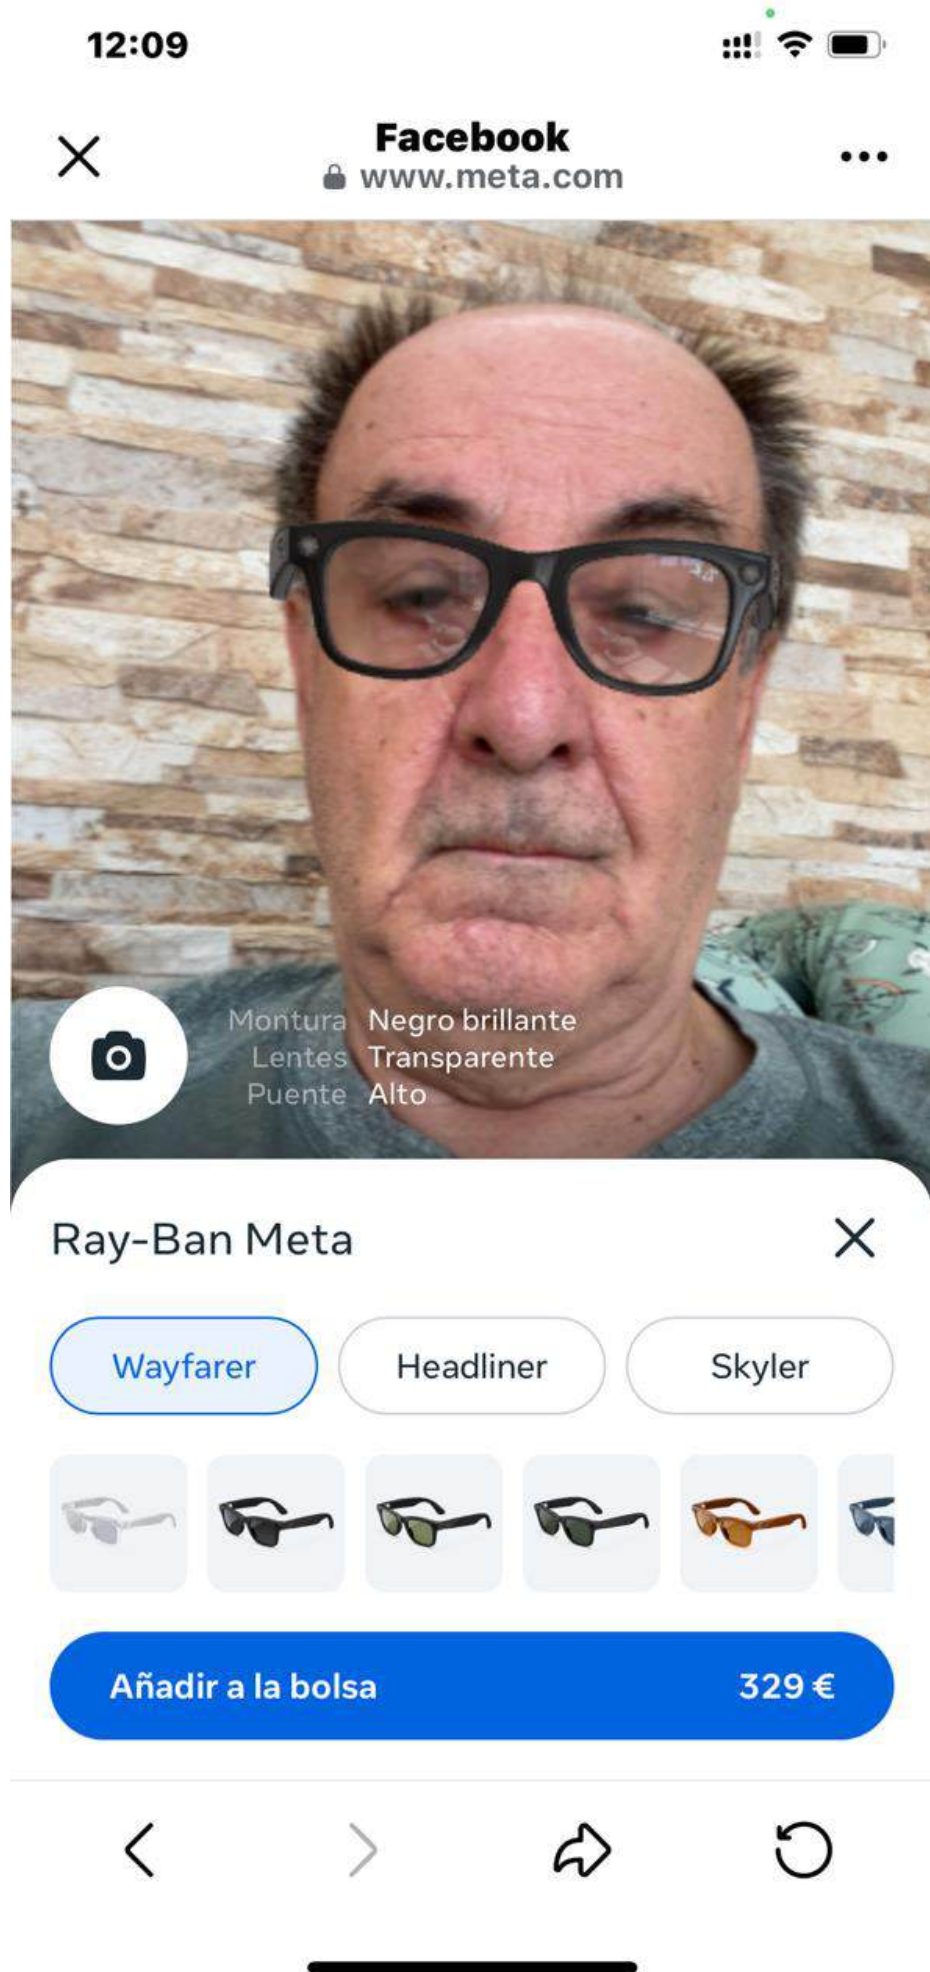 12:09
Facebook
www.meta.com
Montura Negro brillante
Lentes Transparente
Puente Alto
Ray-Ban Meta
Wayfarer
Headliner
Skyler
Añadir a la bolsa 329 €